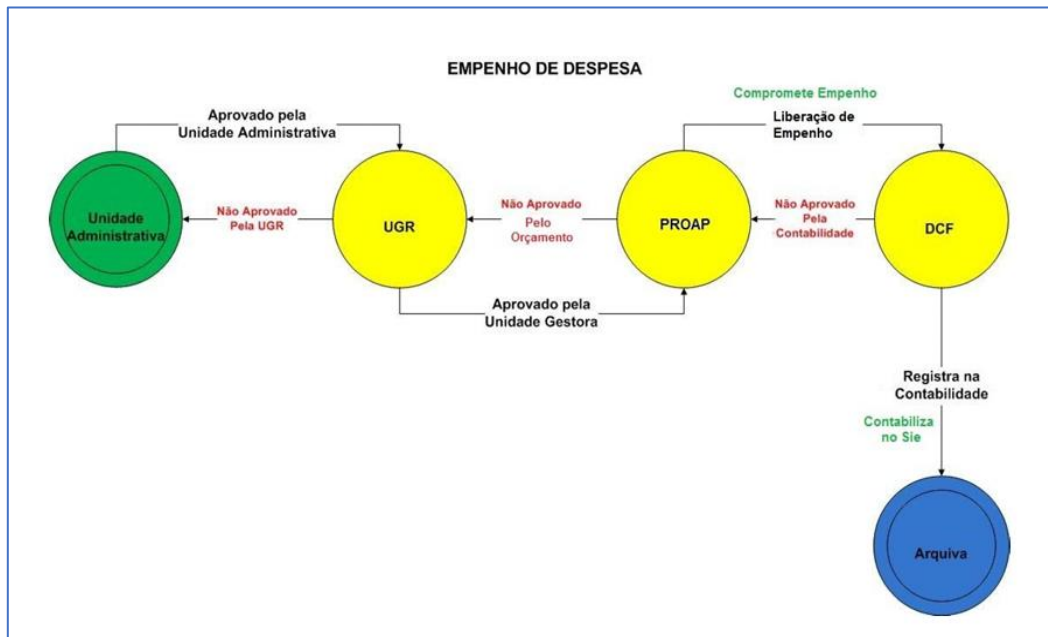 EMPENHO DE DESPESA
Compromete Empenho
Aprovado pela
Unidade Administrativa
Liberação de
Empenho
Unidade
Administrativa
Não Aprovado
Pela UGR
UGR
Não Aprovado
Pelo
Orçamento
PROAP
Não Aprovado
Pela
Contabilidade
DCF
Aprovado pela
Unidade Gestora
Registra na
Contabilidade
Contabiliza
no Sie
Arquiva